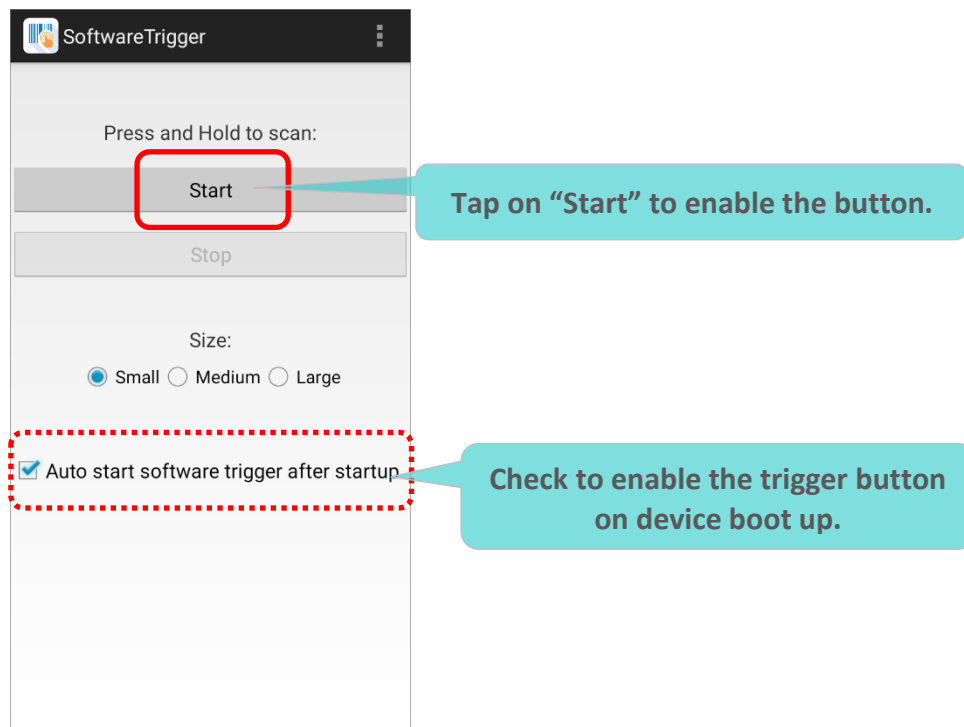 SoftwareTrigger
Press and Hold to scan:
Start
Tap on “Start” to enable the button.
Stop
Size:
Small Medium Large
Auto start software trigger after startup
Check to enable the trigger button
on device boot up.